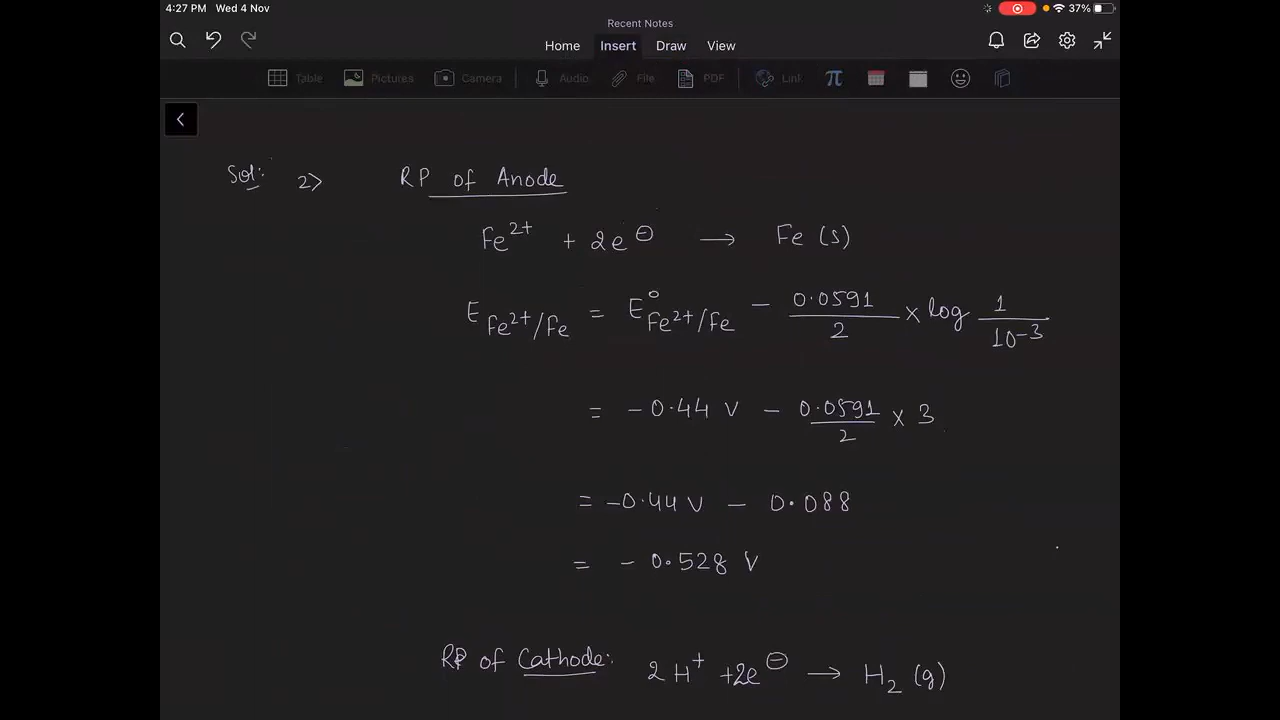 4:27 PM Wed 4 Nov
37%
Recent Notes
Home Insert Draw View
Table Pictures Camera Audio File PDF Link π
Sol: 2> RP of Anode
Fe²⁺ + 2e⊖ → Fe (s)
E Fe²⁺/Fe = E° Fe²⁺/Fe - 0.0591/2 × log 1/10⁻³
= -0.44 V - 0.0591/2 × 3
= -0.44 V - 0.088
= -0.528 V
RP of Cathode: 2H⁺ +2e⊖ → H₂ (g)